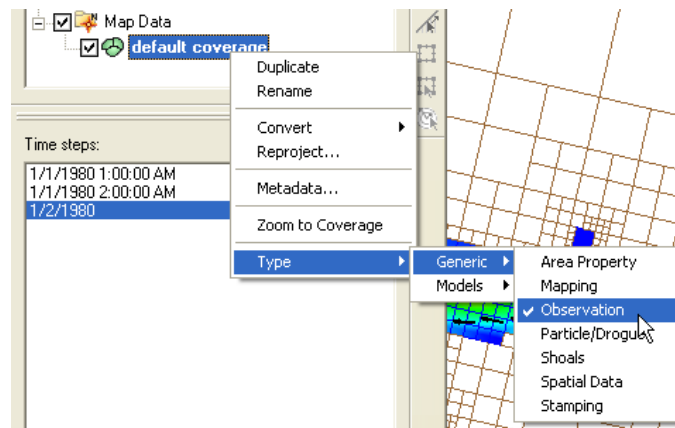 Map Data
default coverage
Duplicate
Rename
Convert
Reproject...
Metadata...
Zoom to Coverage
Type
Time steps:
1/1/1980 1:00:00 AM
1/1/1980 2:00:00 AM
1/2/1980
Generic
Models
Area Property
Mapping
Observation
Particle/Drogue
Shoals
Spatial Data
Stamping